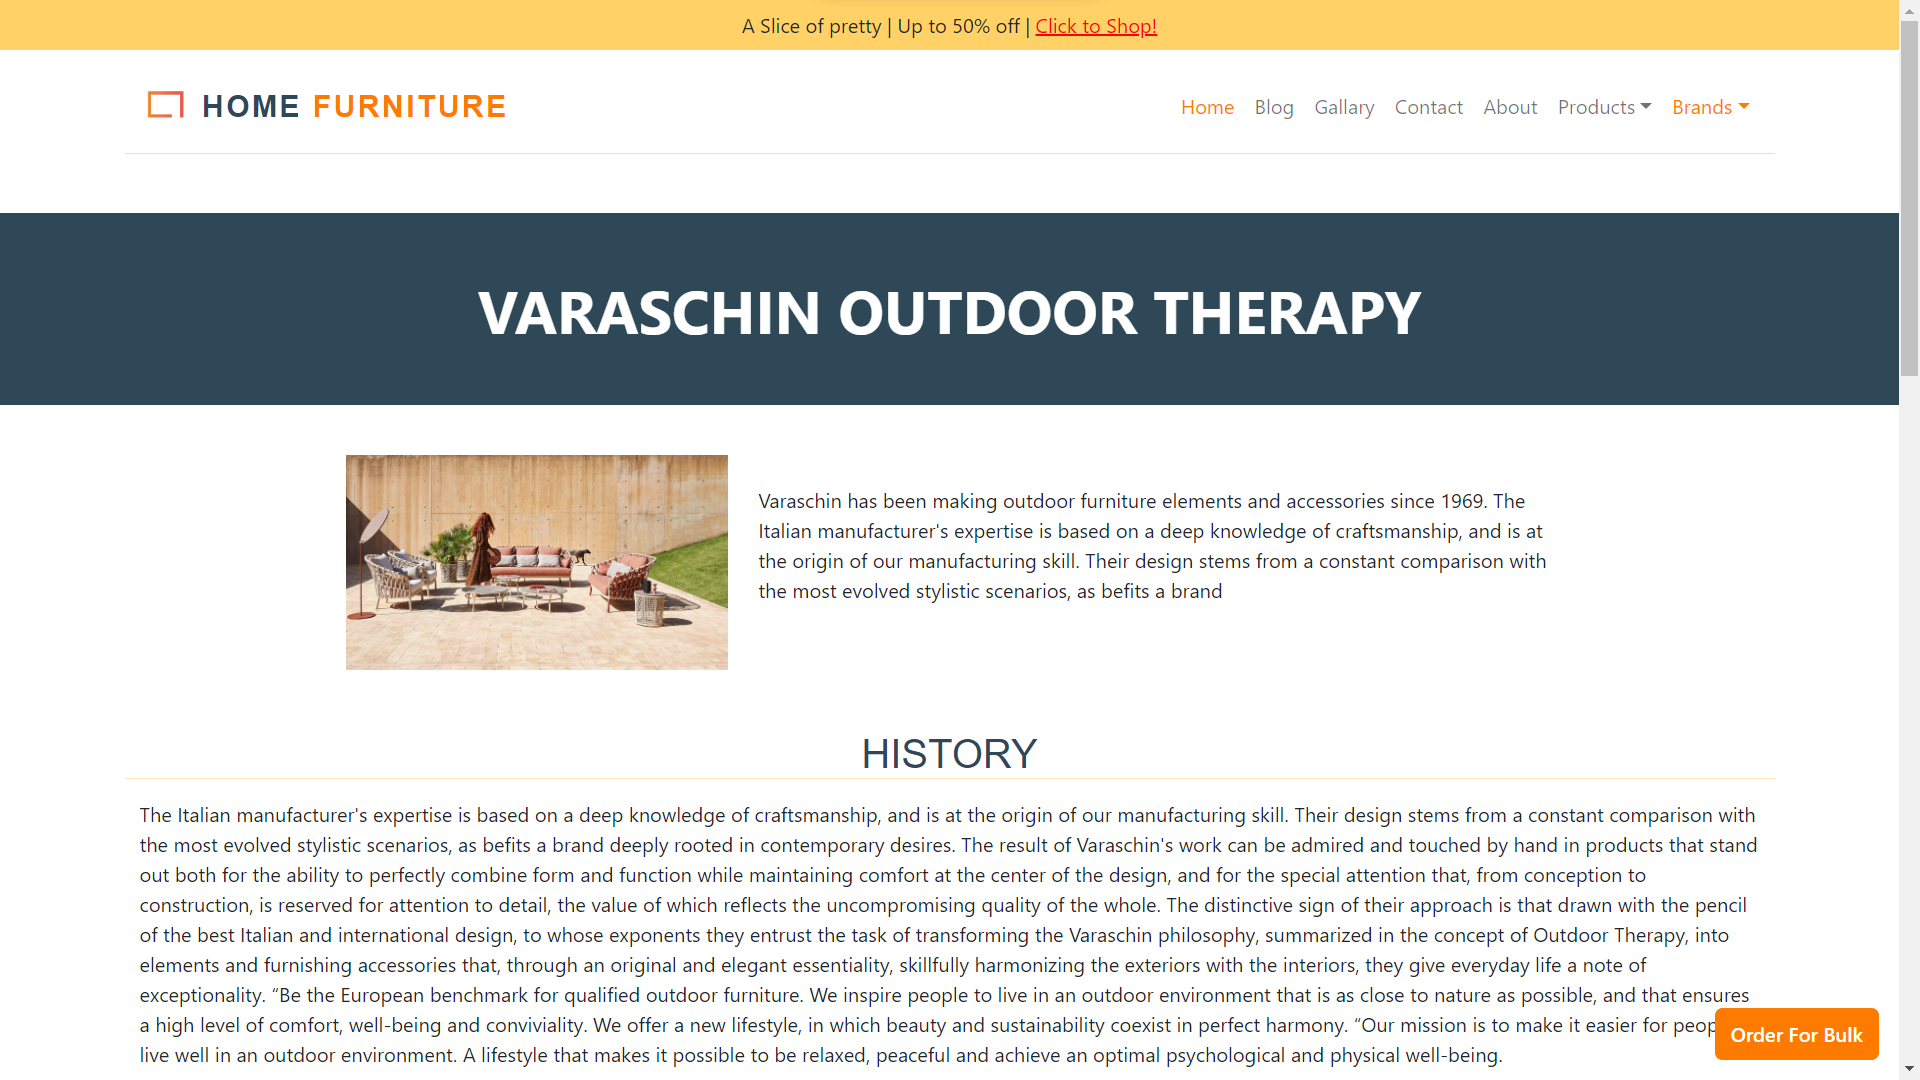 A Slice of pretty | Up to 50% off | Click to Shop!
HOME FURNITURE
Home Blog Gallary Contact About Products Brands
VARASCHIN OUTDOOR THERAPY
Varaschin has been making outdoor furniture elements and accessories since 1969. The
Italian manufacturer's expertise is based on a deep knowledge of craftsmanship, and is at
the origin of our manufacturing skill. Their design stems from a constant comparison with
the most evolved stylistic scenarios, as befits a brand
HISTORY
The Italian manufacturer's expertise is based on a deep knowledge of craftsmanship, and is at the origin of our manufacturing skill. Their design stems from a constant comparison with
the most evolved stylistic scenarios, as befits a brand deeply rooted in contemporary desires. The result of Varaschin's work can be admired and touched by hand in products that stand
out both for the ability to perfectly combine form and function while maintaining comfort at the center of the design, and for the special attention that, from conception to
construction, is reserved for attention to detail, the value of which reflects the uncompromising quality of the whole. The distinctive sign of their approach is that drawn with the pencil
of the best Italian and international design, to whose exponents they entrust the task of transforming the Varaschin philosophy, summarized in the concept of Outdoor Therapy, into
elements and furnishing accessories that, through an original and elegant essentiality, skillfully harmonizing the exteriors with the interiors, they give everyday life a note of
exceptionality. “Be the European benchmark for qualified outdoor furniture. We inspire people to live in an outdoor environment that is as close to nature as possible, and that ensures
a high level of comfort, well-being and conviviality. We offer a new lifestyle, in which beauty and sustainability coexist in perfect harmony. “Our mission is to make it easier for
live well in an outdoor environment. A lifestyle that makes it possible to be relaxed, peaceful and achieve an optimal psychological and physical well-being.
Order For Bulk